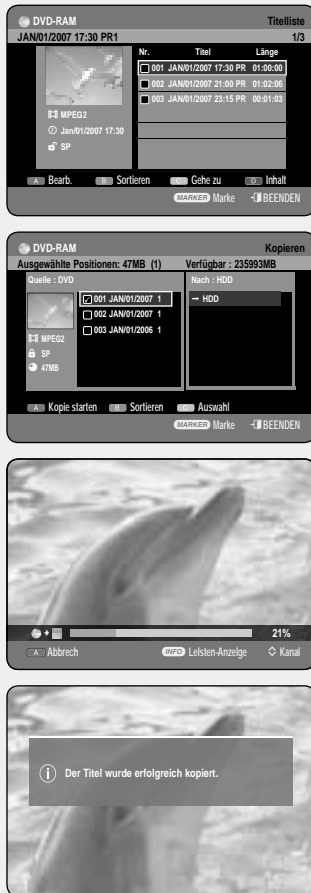 DVD-RAM Titelliste
JAN/01/2007 17:30 PR1 1/3
Nr. Titel Länge
001 JAN/01/2007 17:30 PR 01:00:00
002 JAN/01/2007 21:00 PR 01:02:06
003 JAN/01/2007 23:15 PR 00:01:03
MPEG2
Jan/01/2007 17:30
SP
A Bearb. B Sortieren C Gehe zu D Inhalt
MARKER Marke BEENDEN
DVD-RAM Kopieren
Ausgewählte Positionen: 47MB (1) Verfügbar : 235993MB
Quelle : DVD Nach : HDD
001 JAN/01/2007 1 → HDD
002 JAN/01/2007 1
003 JAN/01/2006 1
MPEG2
SP
47MB
A Kopie starten B Sortieren C Auswahl
MARKER Marke BEENDEN
21%
A Abbrech INFO Leisten-Anzeige Kanal
Der Titel wurde erfolgreich kopiert.